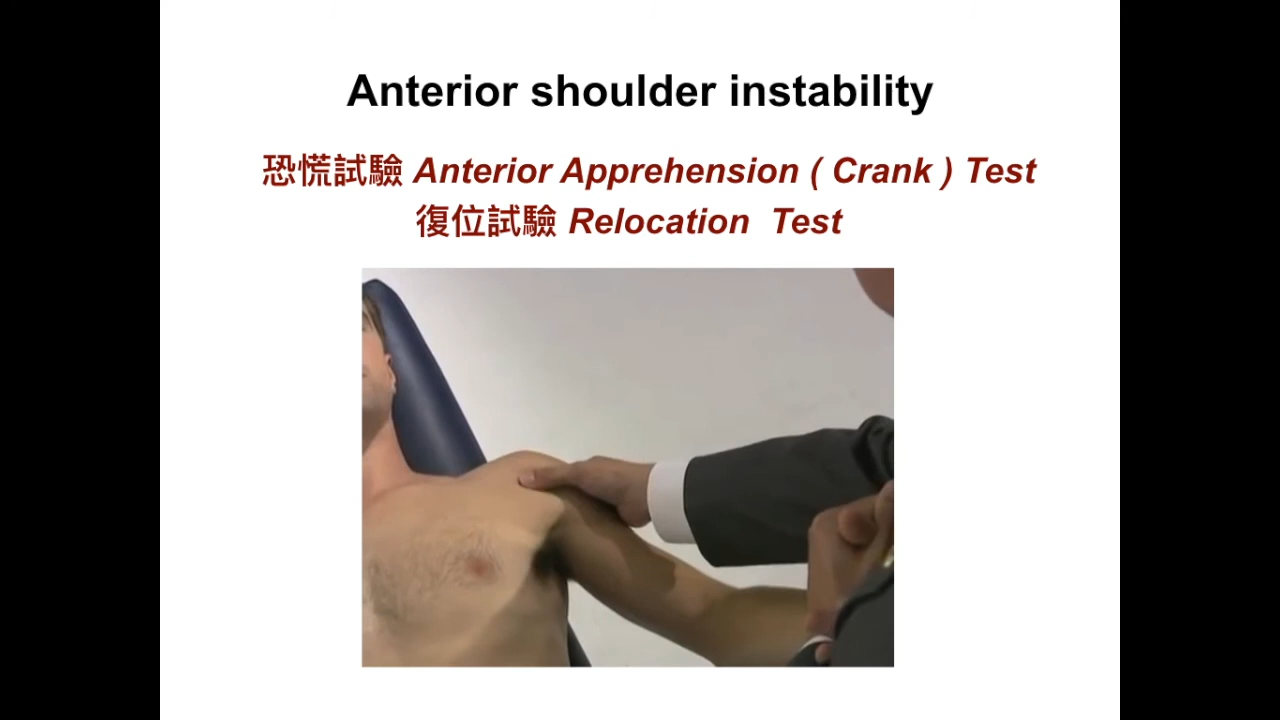 Anterior shoulder instability
恐慌試驗 Anterior Apprehension ( Crank ) Test
復位試驗 Relocation Test